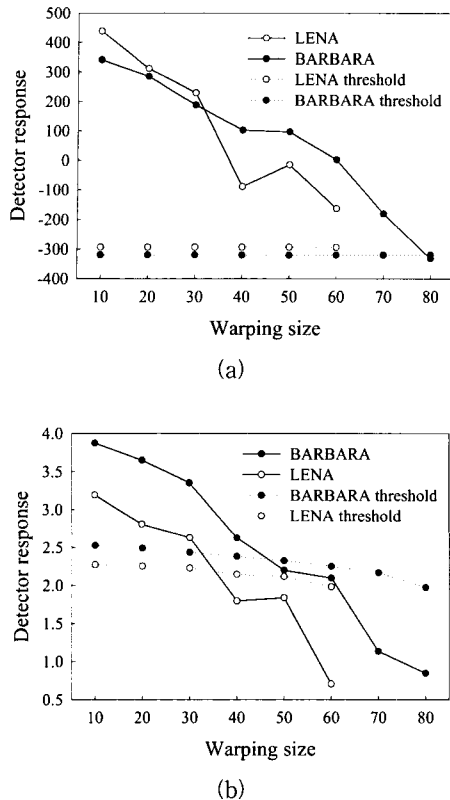 LENA
BARBARA
LENA threshold
BARBARA threshold
Detector response
500
400
300
200
100
0
-100
-200
-300
-400
10 20 30 40 50 60 70 80
Warping size
(a)
BARBARA
LENA
BARBARA threshold
LENA threshold
Detector response
4.0
3.5
3.0
2.5
2.0
1.5
1.0
0.5
10 20 30 40 50 60 70 80
Warping size
(b)